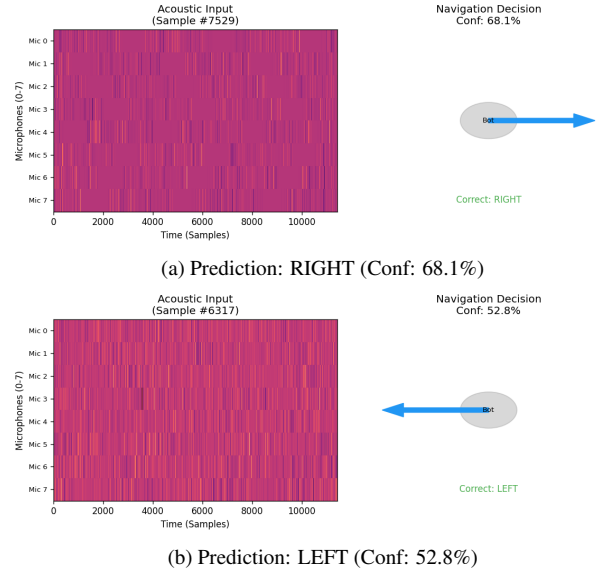 Acoustic Input
(Sample #7529)
Navigation Decision
Conf: 68.1%
Microphones (0-7)
Mic 0
Mic 1
Mic 2
Mic 3
Mic 4
Mic 5
Mic 6
Mic 7
Bot
Correct: RIGHT
0 2000 4000 6000 8000 10000
Time (Samples)
(a) Prediction: RIGHT (Conf: 68.1%)
Acoustic Input
(Sample #6317)
Navigation Decision
Conf: 52.8%
Microphones (0-7)
Mic 0
Mic 1
Mic 2
Mic 3
Mic 4
Mic 5
Mic 6
Mic 7
Bot
Correct: LEFT
0 2000 4000 6000 8000 10000
Time (Samples)
(b) Prediction: LEFT (Conf: 52.8%)